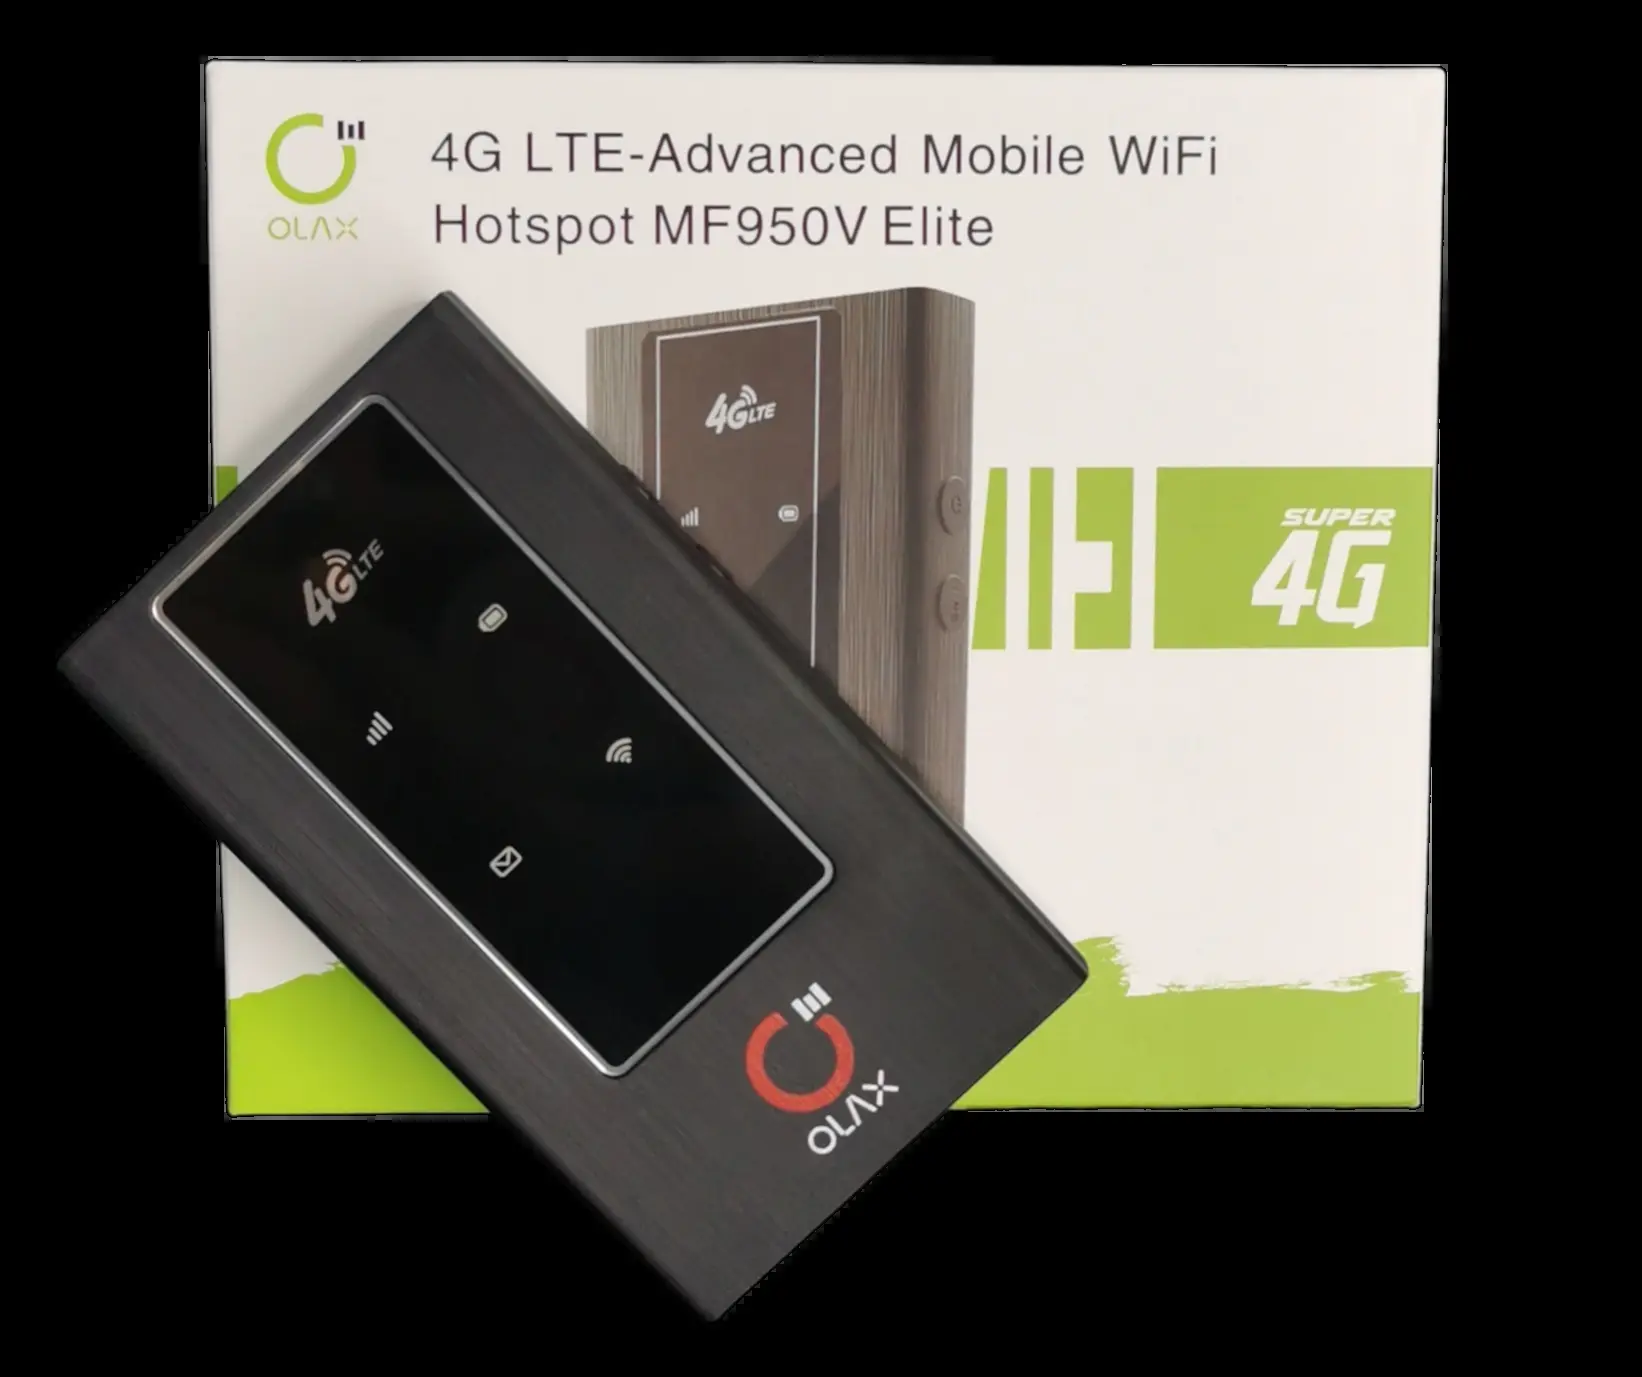 OLAX
4G LTE-Advanced Mobile WiFi
Hotspot MF950V Elite
4G LTE
SUPER
4G
4G LTE
OLAX